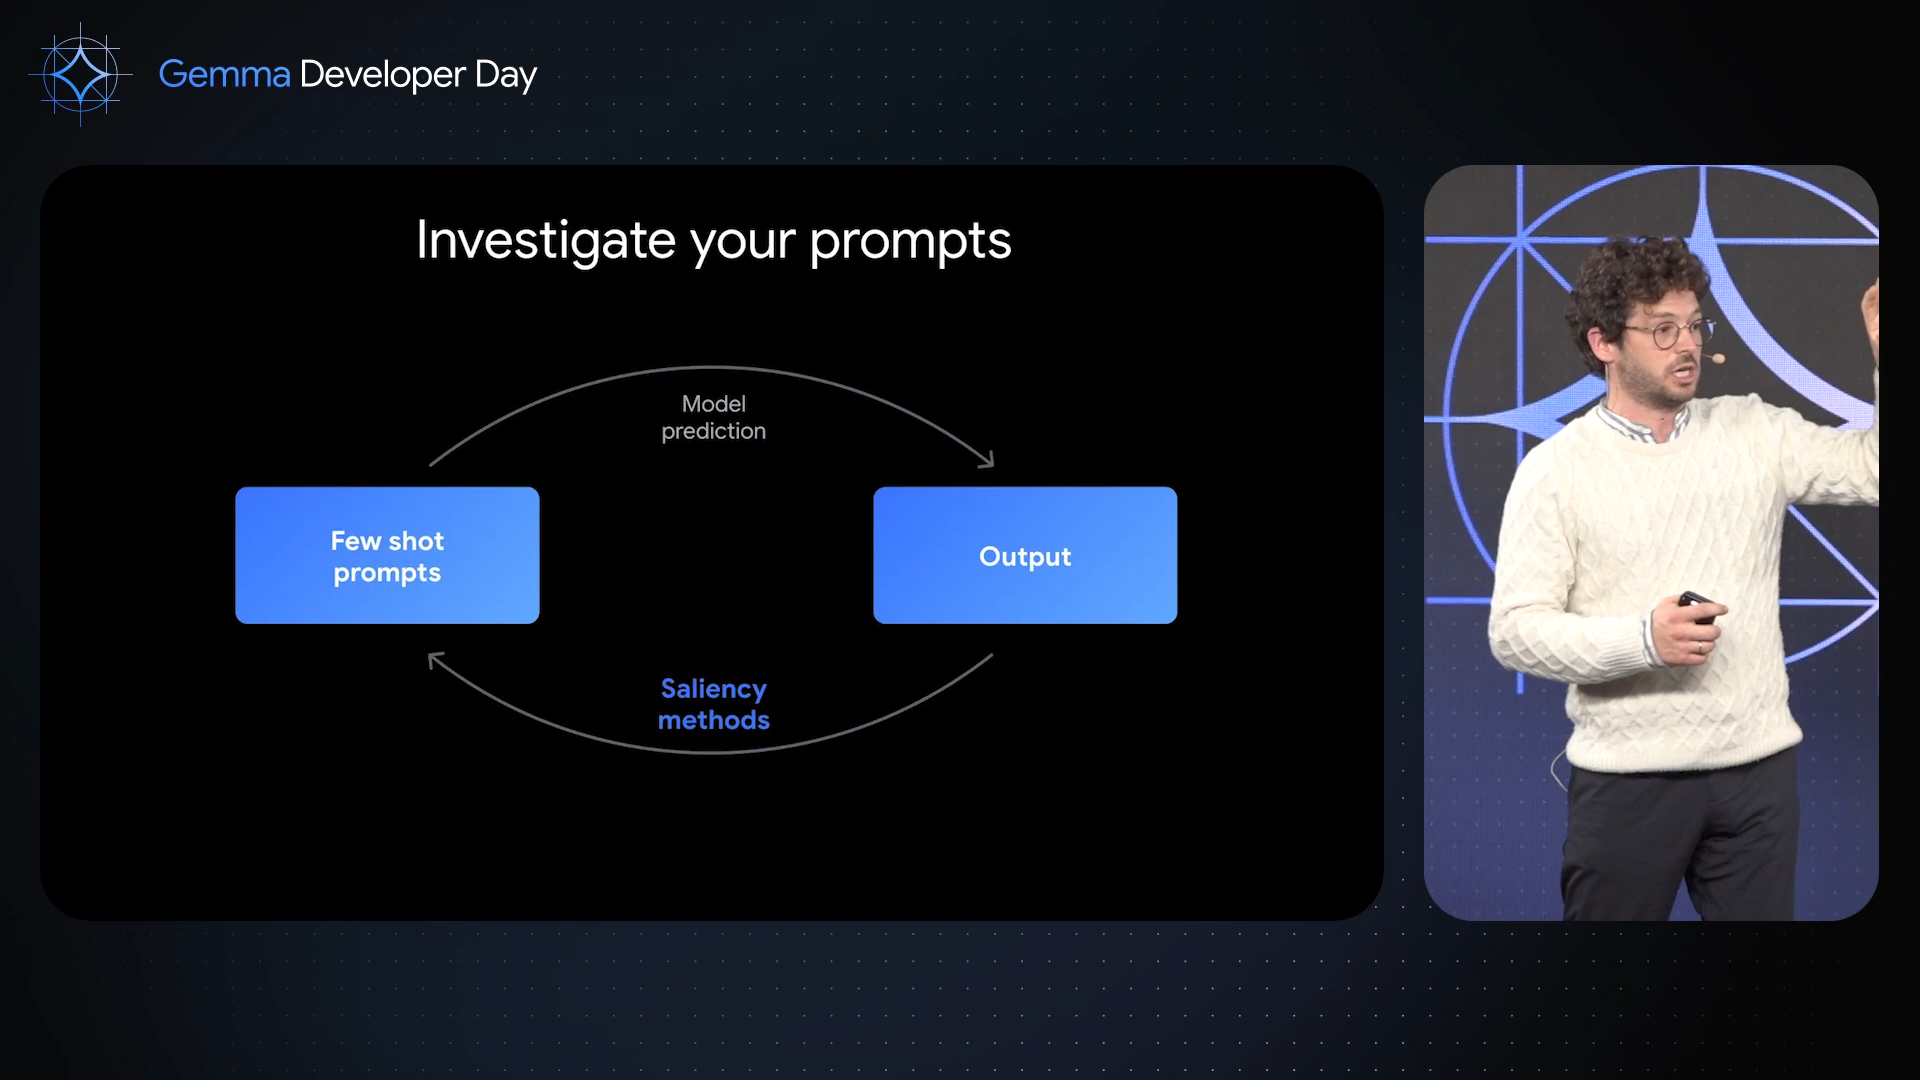 Gemma Developer Day
Investigate your prompts
Model
prediction
Few shot
prompts
Output
Saliency
methods